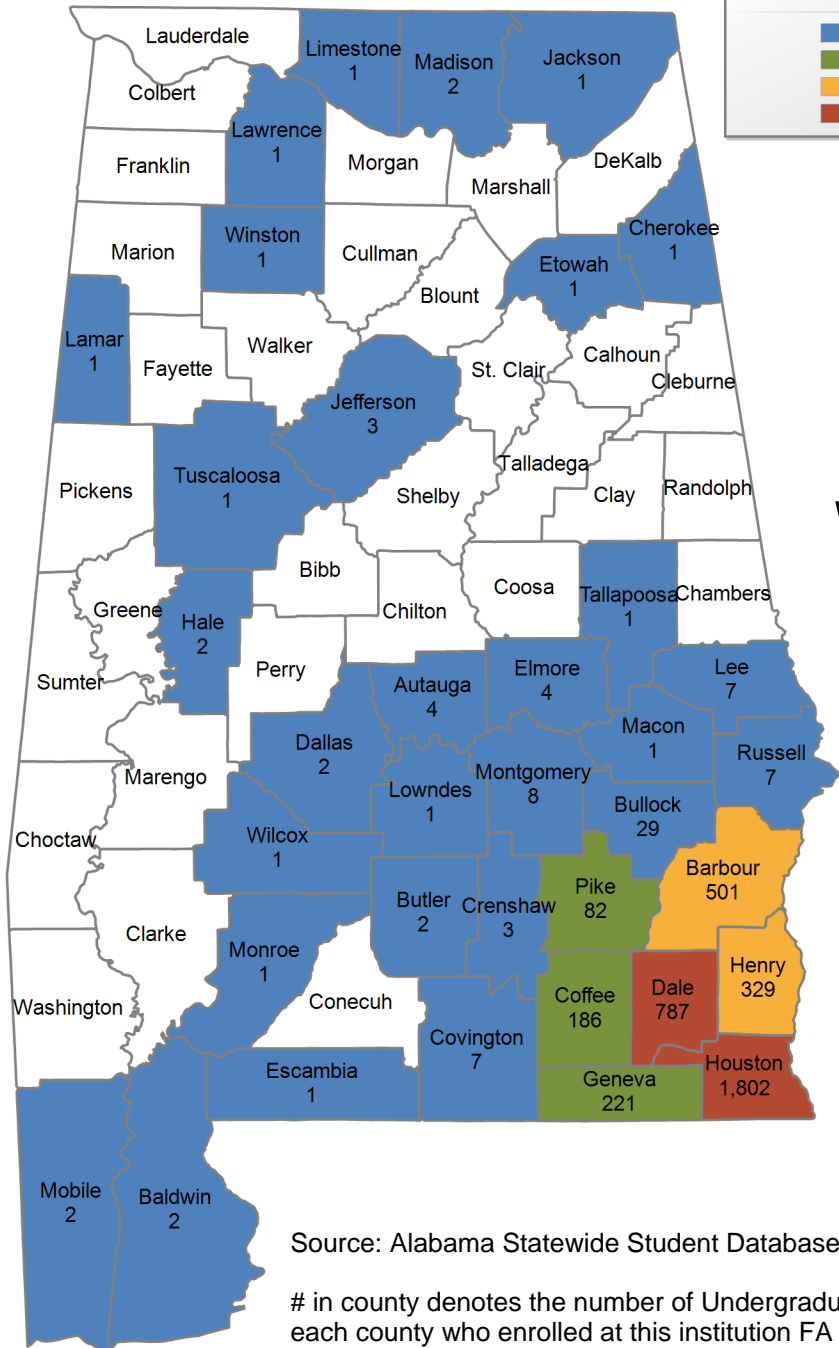 Lauderdale
Limestone
1
Madison
2
Jackson
1
Colbert
Lawrence
1
Franklin
Morgan
Marshall
DeKalb
Marion
Winston
1
Cullman
Blount
Etowah
1
Cherokee
1
Lamar
1
Fayette
Walker
Jefferson
3
St. Clair
Calhoun
Cleburne
Pickens
Tuscaloosa
1
Shelby
Talladega
Clay
Randolph
Greene
Hale
2
Bibb
Chilton
Coosa
Tallapoosa
1
Chambers
Sumter
Perry
Autauga
4
Elmore
4
Lee
7
Macon
1
Russell
7
Marengo
Dallas
2
Lowndes
1
Montgomery
8
Bullock
29
Choctaw
Wilcox
1
Butler
2
Crenshaw
3
Pike
82
Barbour
501
Clarke
Monroe
1
Conecuh
Covington
7
Coffee
186
Dale
787
Henry
329
Washington
Escambia
1
Geneva
221
Houston
1,802
Mobile
2
Baldwin
2
Source: Alabama Statewide Student Database
# in county denotes the number of Undergradu
each county who enrolled at this institution FA